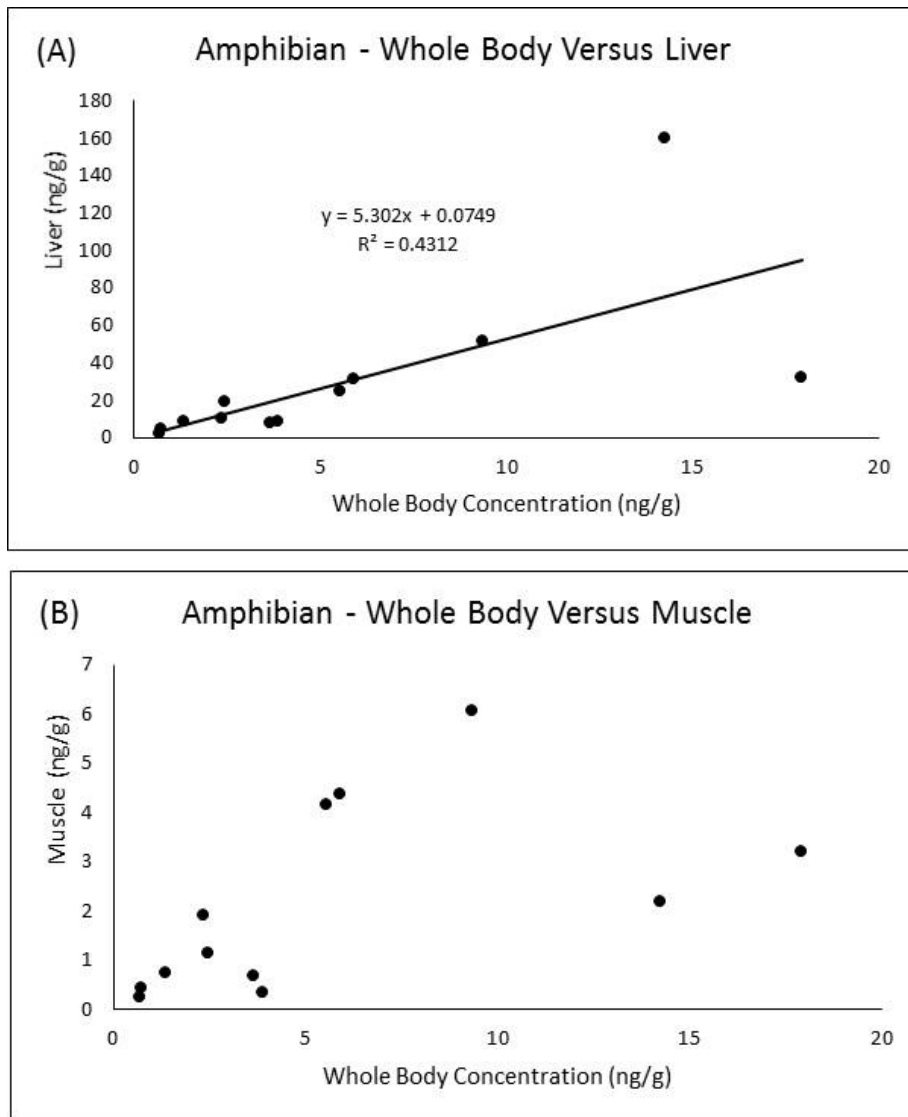 (A) Amphibian - Whole Body Versus Liver
180
160
140
120
100
80
60
40
20
0
Liver (ng/g)
y = 5.302x + 0.0749
R² = 0.4312
0 5 10 15 20
Whole Body Concentration (ng/g)
(B) Amphibian - Whole Body Versus Muscle
7
6
5
4
3
2
1
0
Muscle (ng/g)
0 5 10 15 20
Whole Body Concentration (ng/g)